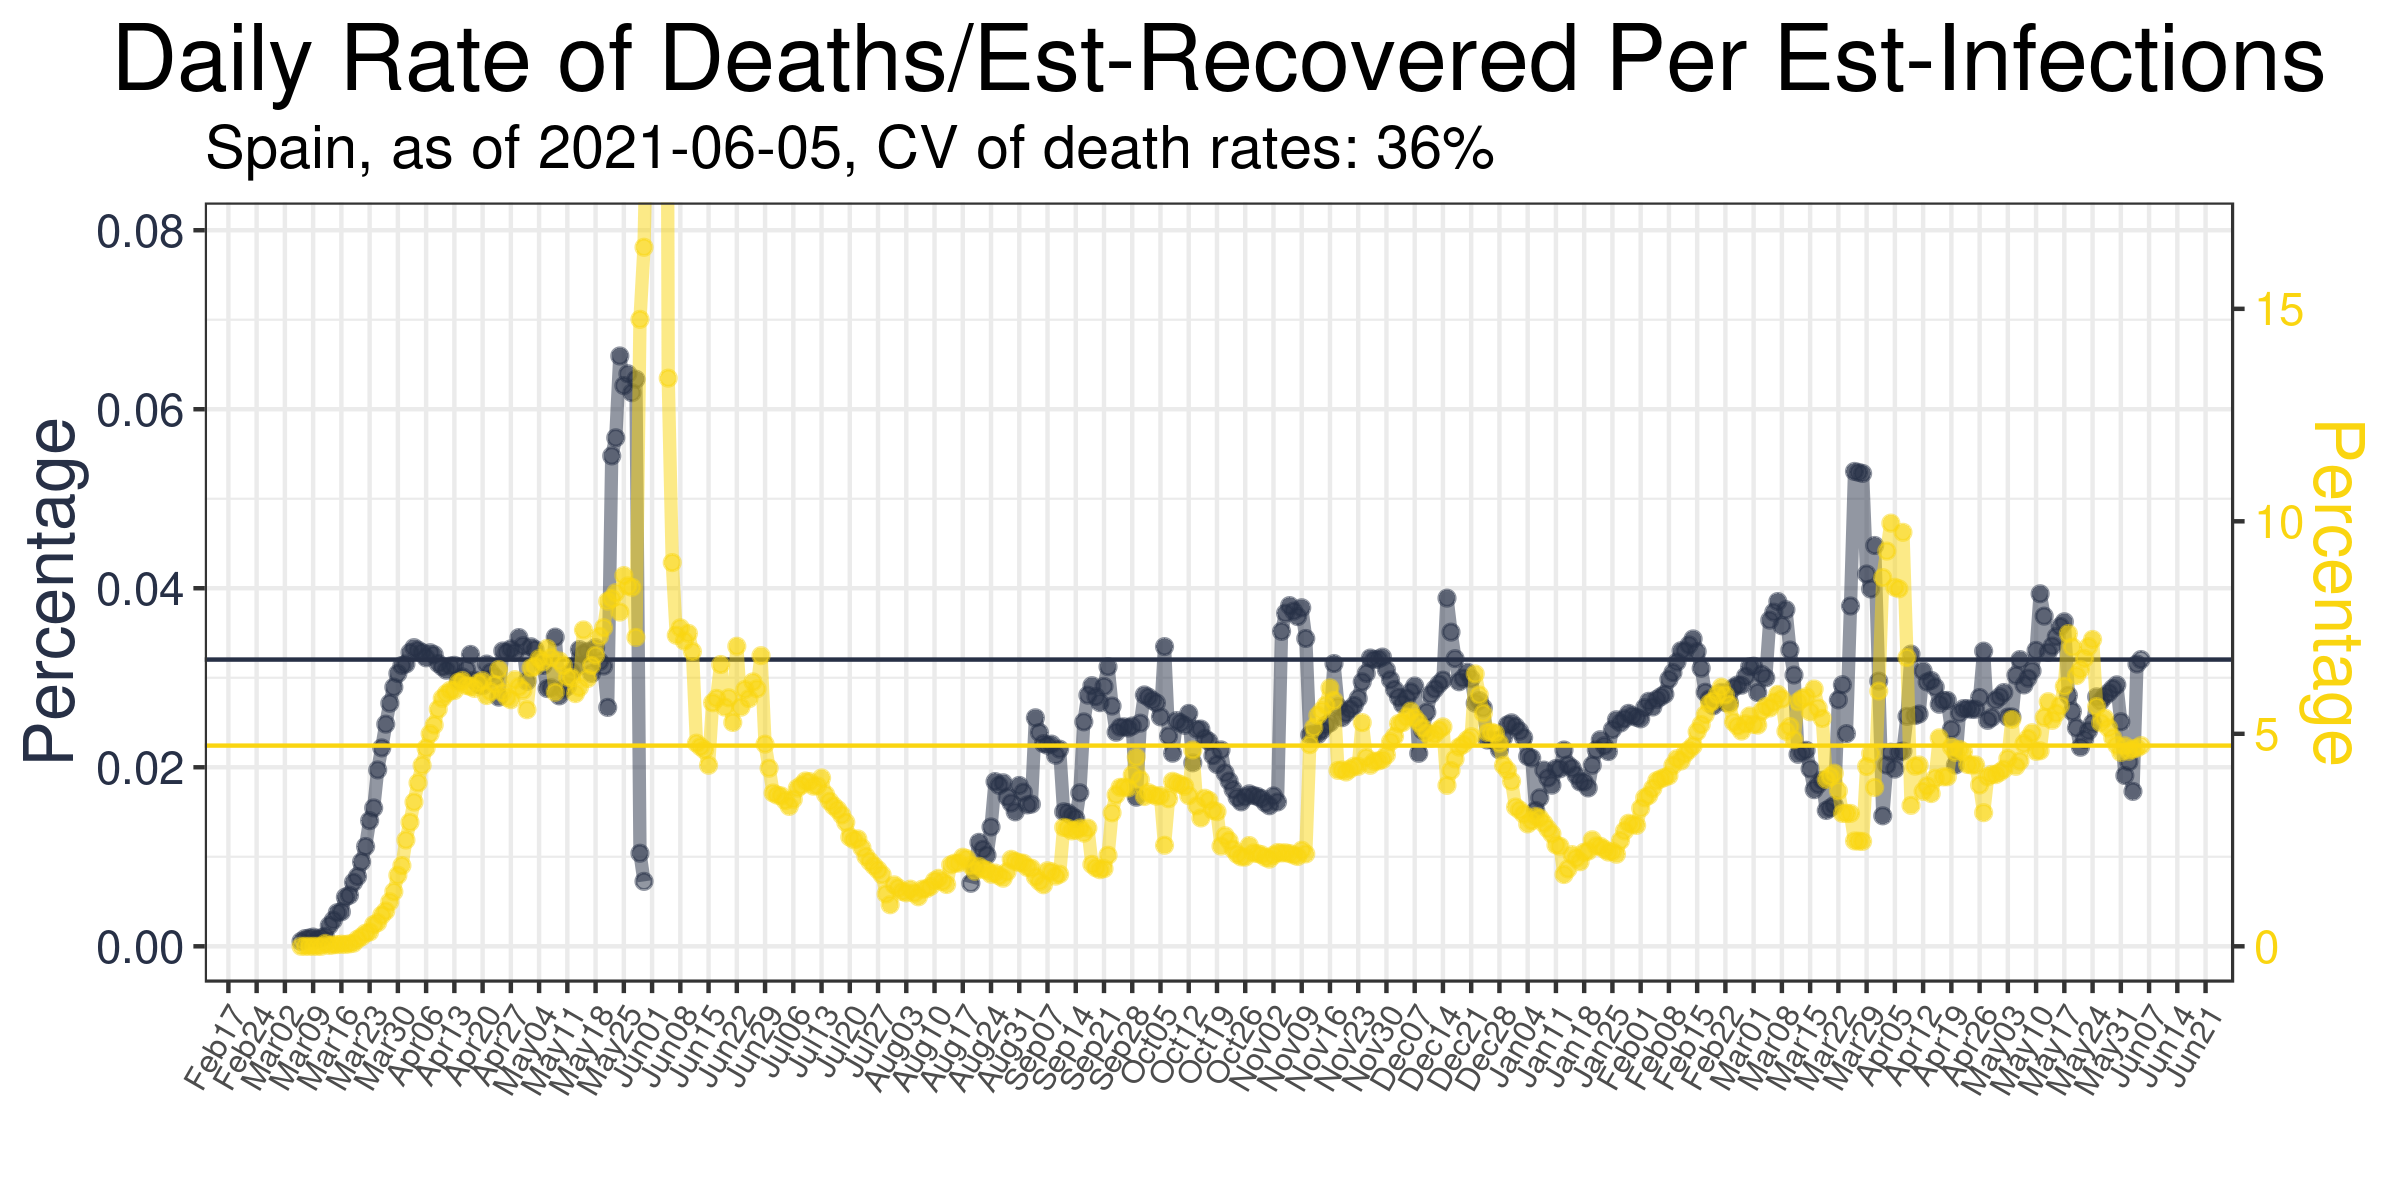 Daily Rate of Deaths/Est-Recovered Per Est-Infections
Spain, as of 2021-06-05, CV of death rates: 36%
Percentage
0.08
0.06
0.04
0.02
0.00
15
10
5
0
Percentage
Feb17 Feb24 Mar02 Mar09 Mar16 Mar23 Mar30 Apr06 Apr13 Apr20 Apr27 May04 May11 May18 May25 Jun01 Jun08 Jun15 Jun22 Jun29 Jul06 Jul13 Jul20 Jul27 Aug03 Aug10 Aug17 Aug24 Aug31 Sep07 Sep14 Sep21 Sep28 Oct05 Oct12 Oct19 Oct26 Nov02 Nov09 Nov16 Nov23 Nov30 Dec07 Dec14 Dec21 Dec28 Jan04 Jan11 Jan18 Jan25 Feb01 Feb08 Feb15 Feb22 Mar01 Mar08 Mar15 Mar22 Mar29 Apr05 Apr12 Apr19 Apr26 May03 May10 May17 May24 May31 Jun07 Jun14 Jun21